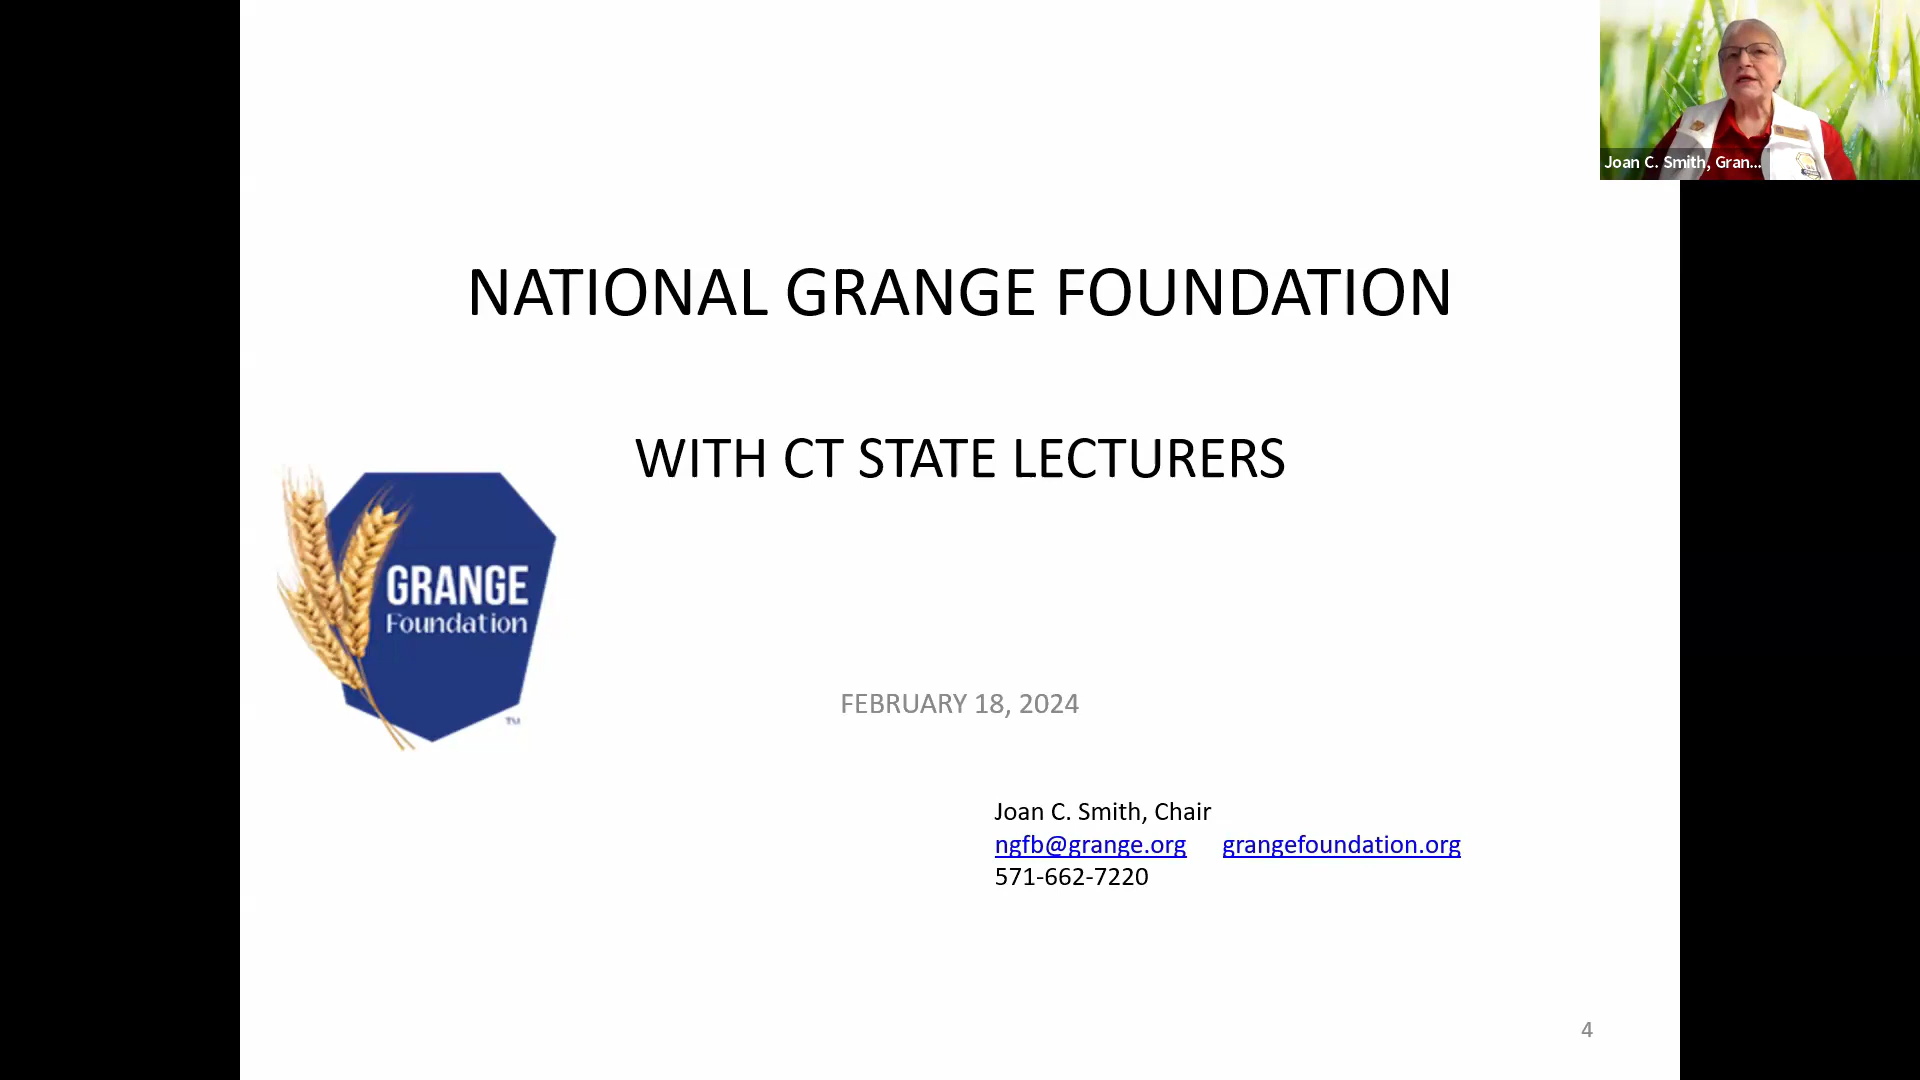 Joan C. Smith, Gran...
NATIONAL GRANGE FOUNDATION
WITH CT STATE LECTURERS
GRANGE
Foundation
TM
FEBRUARY 18, 2024
Joan C. Smith, Chair
ngfb@grange.org grangefoundation.org
571-662-7220
4